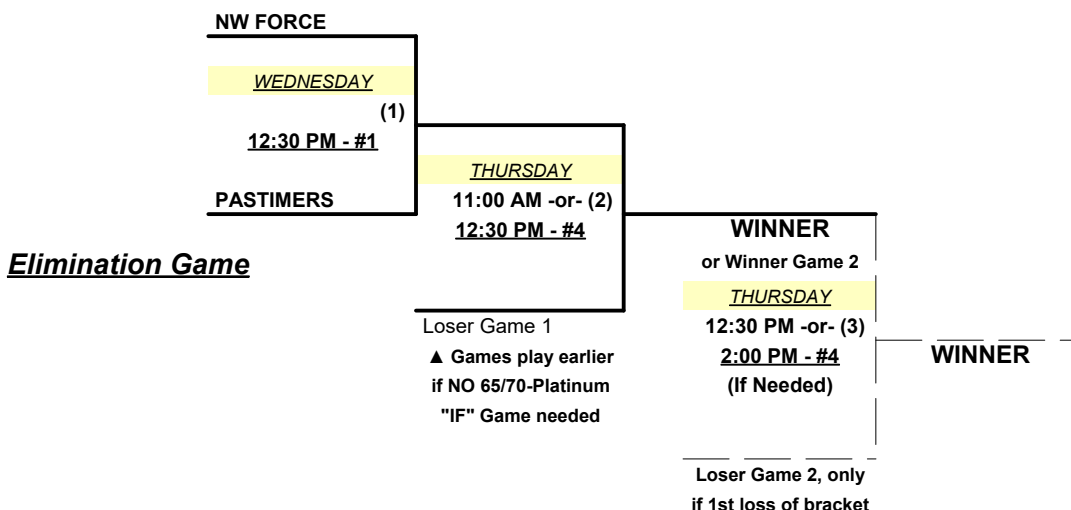 NW FORCE
WEDNESDAY
(1)
12:30 PM - #1
PASTIMERS
Elimination Game
THURSDAY
11:00 AM -or- (2)
12:30 PM - #4
Loser Game 1
▲ Games play earlier
if NO 65/70-Platinum
"IF" Game needed
WINNER
or Winner Game 2
THURSDAY
12:30 PM -or- (3)
2:00 PM - #4
(If Needed)
Loser Game 2, only
if 1st loss of bracket
WINNER